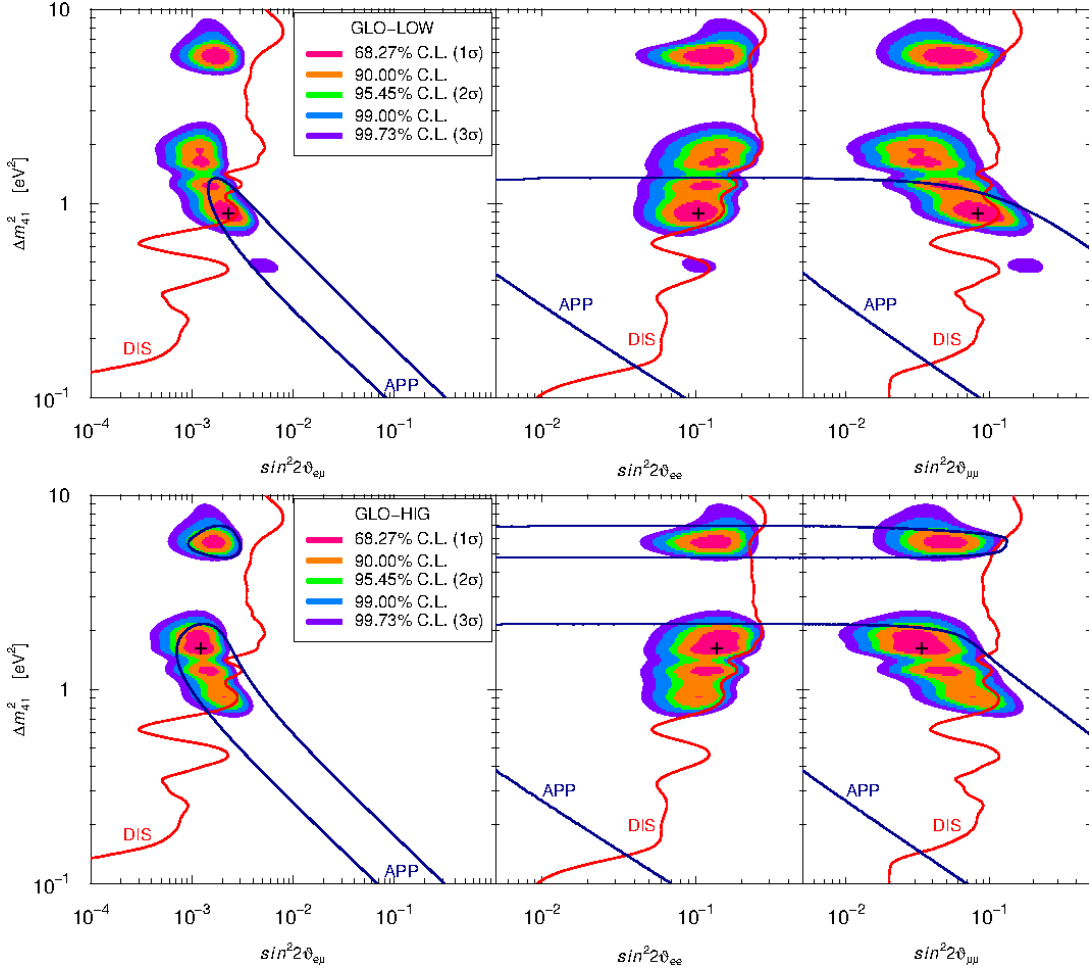 GLO-LOW
68.27% C.L. (1σ)
90.00% C.L.
95.45% C.L. (2σ)
99.00% C.L.
99.73% C.L. (3σ)
10
1
10⁻¹
Δm²₄₁ [eV²]
DIS
APP
APP
DIS
APP
DIS
10⁻⁴ 10⁻³ 10⁻² 10⁻¹
10⁻² 10⁻¹
10⁻² 10⁻¹
sin²2ϑeμ
sin²2ϑee
sin²2ϑμμ
GLO-HIG
68.27% C.L. (1σ)
90.00% C.L.
95.45% C.L. (2σ)
99.00% C.L.
99.73% C.L. (3σ)
10
1
10⁻¹
Δm²₄₁ [eV²]
DIS
APP
APP
DIS
APP
DIS
10⁻⁴ 10⁻³ 10⁻² 10⁻¹
10⁻² 10⁻¹
10⁻² 10⁻¹
sin²2ϑeμ
sin²2ϑee
sin²2ϑμμ